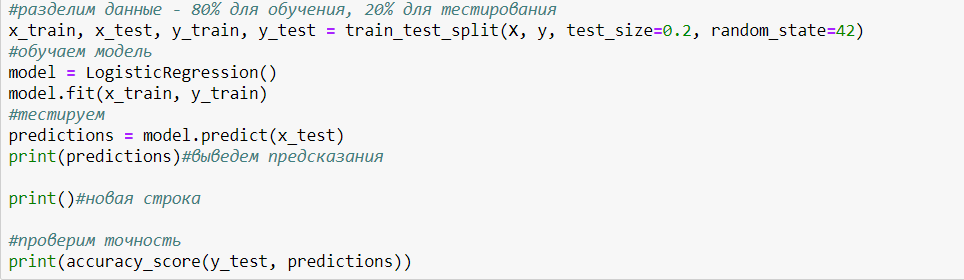 #разделим данные - 80% для обучения, 20% для тестирования
x_train, x_test, y_train, y_test = train_test_split(X, y, test_size=0.2, random_state=42)
#обучаем модель
model = LogisticRegression()
model.fit(x_train, y_train)
#тестируем
predictions = model.predict(x_test)
print(predictions)#выведем предсказания
print()#новая строка
#проверим точность
print(accuracy_score(y_test, predictions))